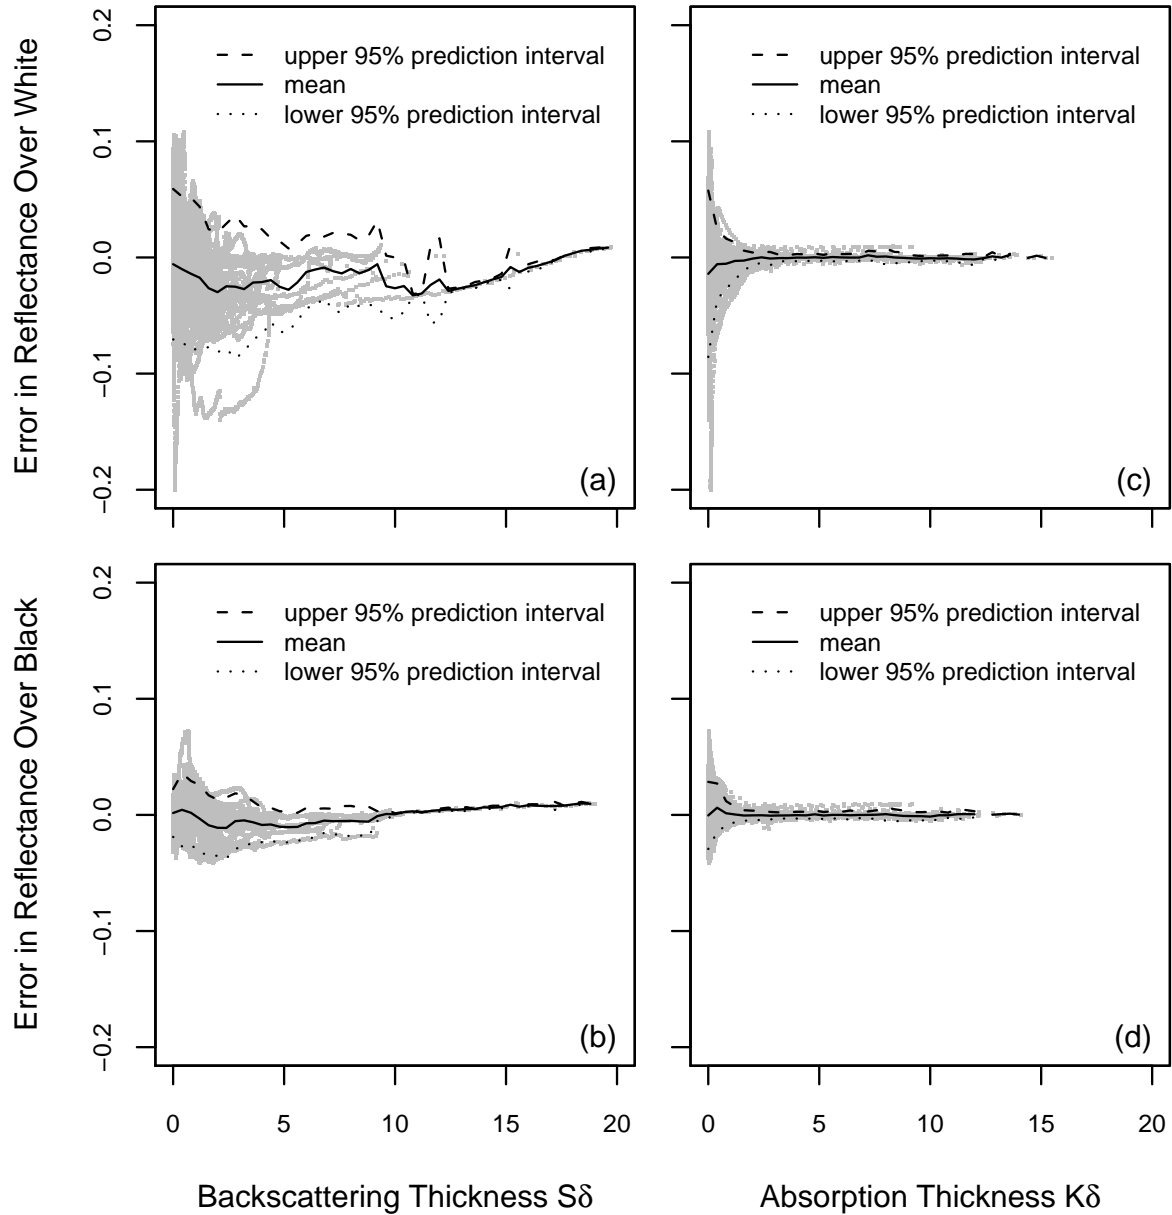 Error in Reflectance Over White
0.2
0.1
0.0
−0.1
−0.2
upper 95% prediction interval
mean
lower 95% prediction interval
(a)
upper 95% prediction interval
mean
lower 95% prediction interval
(c)
Error in Reflectance Over Black
0.2
0.1
0.0
−0.1
−0.2
upper 95% prediction interval
mean
lower 95% prediction interval
(b)
upper 95% prediction interval
mean
lower 95% prediction interval
(d)
0 5 10 15 20
0 5 10 15 20
Backscattering Thickness Sδ
Absorption Thickness Kδ